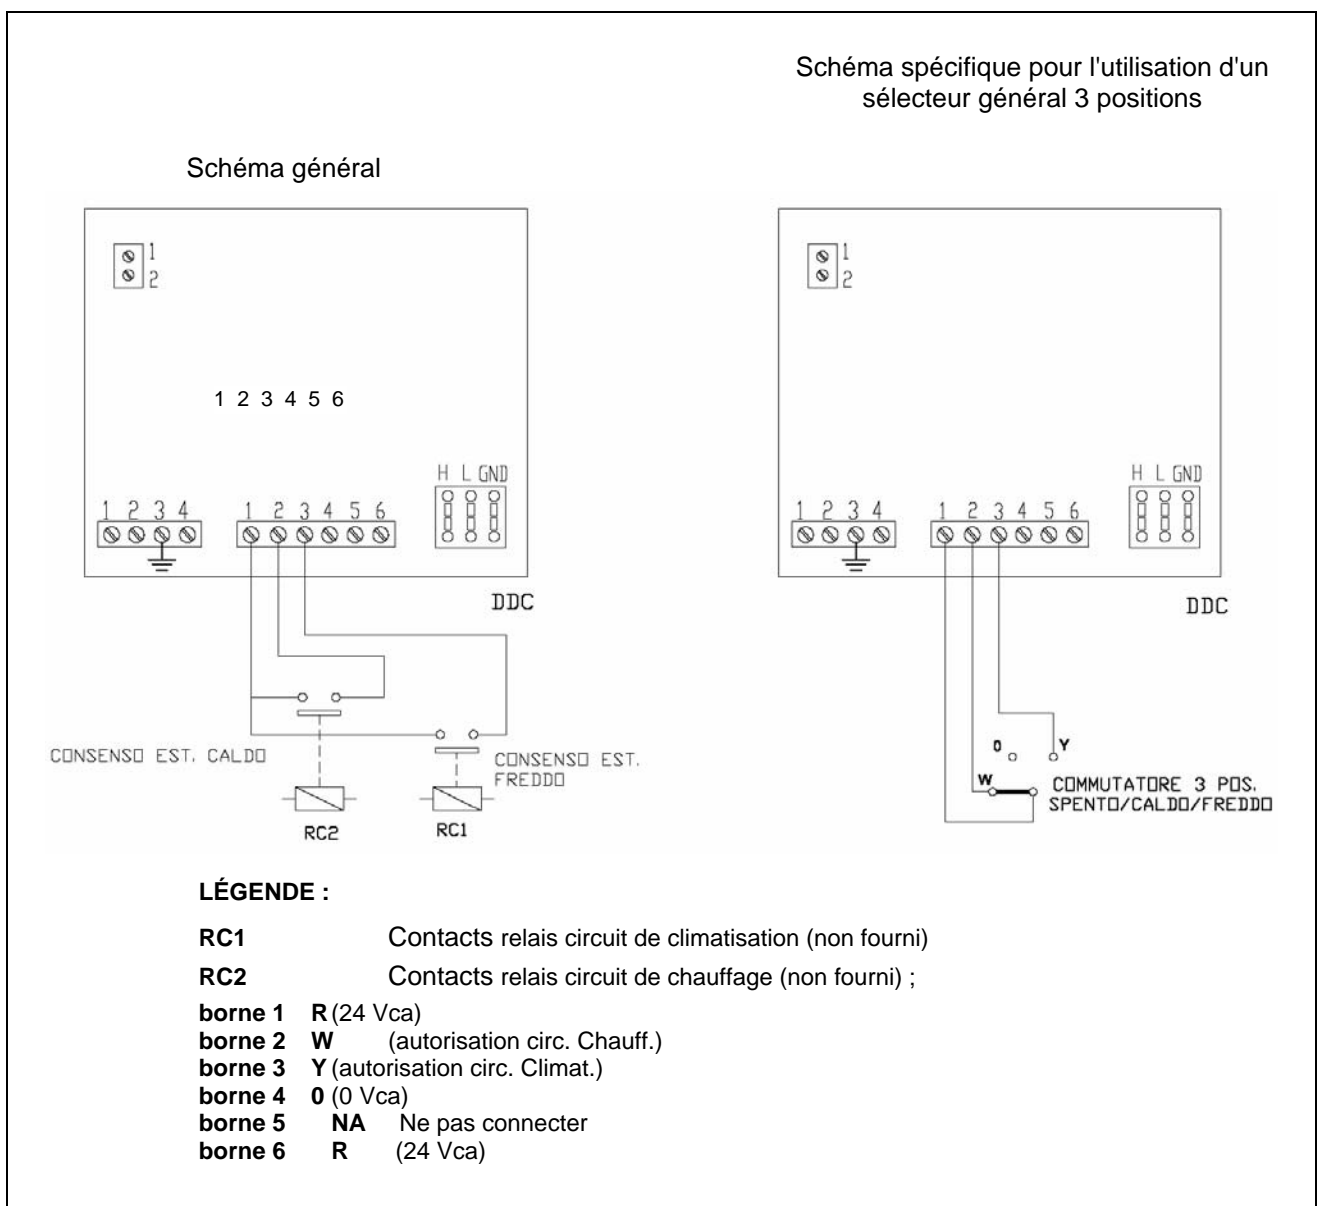 Schéma spécifique pour l'utilisation d'un
sélecteur général 3 positions
Schéma général
1
2
1 2 3 4 5 6
H L GND
1 2 3 4
1 2 3 4 5 6
DDC
CONSENSO EST. CALDO
CONSENSO EST.
FREDDO
RC2
RC1
1
2
H L GND
1 2 3 4
1 2 3 4 5 6
DDC
0
Y
W
COMMUTATORE 3 POS.
SPENTO/CALDO/FREDDO
LÉGENDE :
RC1 Contacts relais circuit de climatisation (non fourni)
RC2 Contacts relais circuit de chauffage (non fourni) ;
borne 1 R (24 Vca)
borne 2 W (autorisation circ. Chauff.)
borne 3 Y (autorisation circ. Climat.)
borne 4 0 (0 Vca)
borne 5 NA Ne pas connecter
borne 6 R (24 Vca)